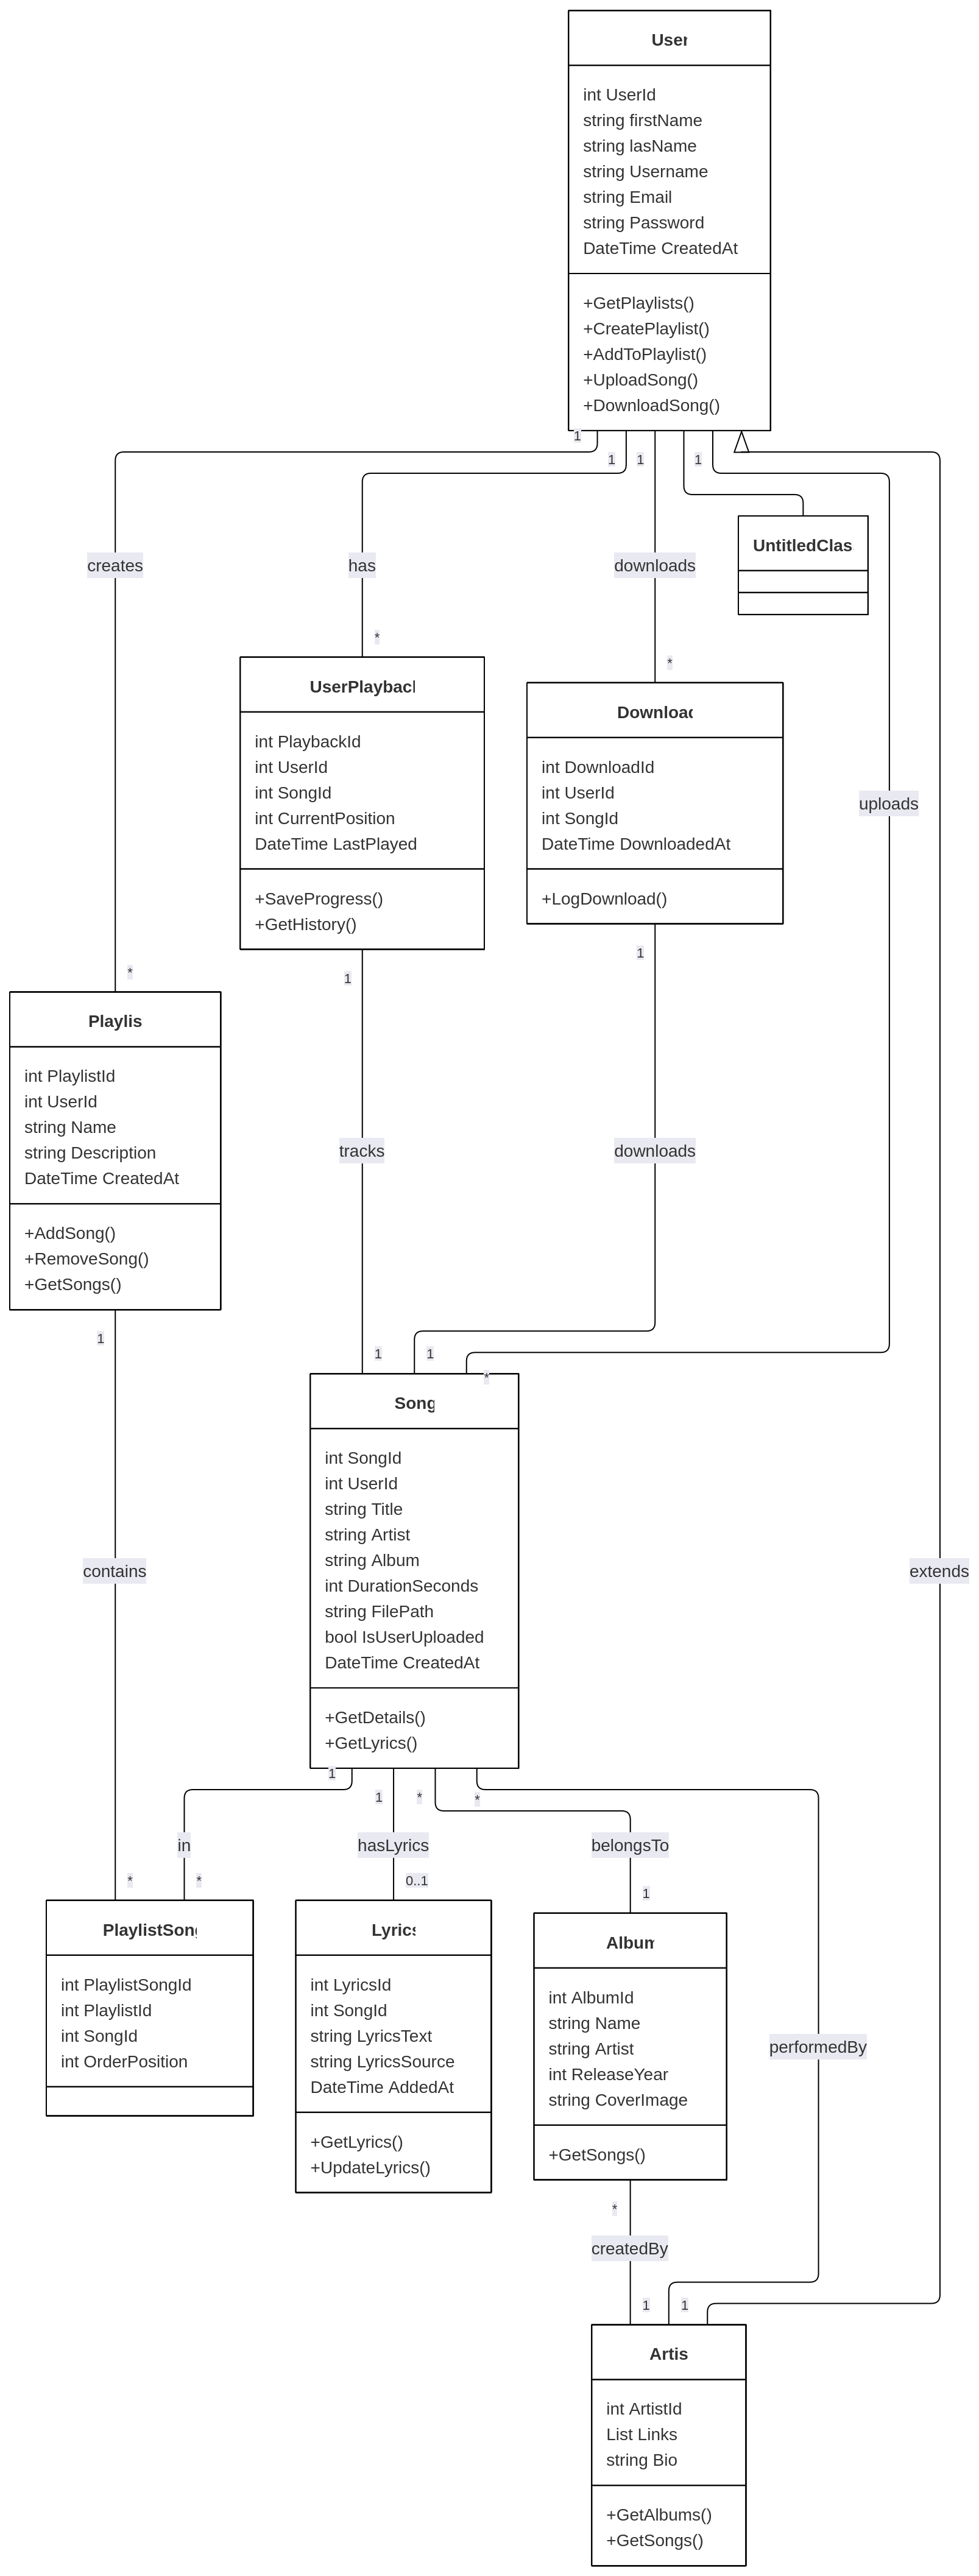 User
int UserId
string firstName
string lasName
string Username
string Email
string Password
DateTime CreatedAt
+GetPlaylists()
+CreatePlaylist()
+AddToPlaylist()
+UploadSong()
+DownloadSong()
1
1
1
1
UntitledClas
creates
has
downloads
*
*
UserPlayback
int PlaybackId
int UserId
int SongId
int CurrentPosition
DateTime LastPlayed
+SaveProgress()
+GetHistory()
Download
int DownloadId
int UserId
int SongId
DateTime DownloadedAt
+LogDownload()
uploads
1
1
*
Playlis
int PlaylistId
int UserId
string Name
string Description
DateTime CreatedAt
+AddSong()
+RemoveSong()
+GetSongs()
tracks
downloads
1
1
1
*
Song
int SongId
int UserId
string Title
string Artist
string Album
int DurationSeconds
string FilePath
bool IsUserUploaded
DateTime CreatedAt
+GetDetails()
+GetLyrics()
contains
extends
1
1
*
*
in
hasLyrics
belongsTo
*
*
0..1
1
PlaylistSong
int PlaylistSongId
int PlaylistId
int SongId
int OrderPosition
Lyrics
int LyricsId
int SongId
string LyricsText
string LyricsSource
DateTime AddedAt
+GetLyrics()
+UpdateLyrics()
Album
int AlbumId
string Name
string Artist
int ReleaseYear
string CoverImage
+GetSongs()
performedBy
*
createdBy
1
1
Artis
int ArtistId
List Links
string Bio
+GetAlbums()
+GetSongs()